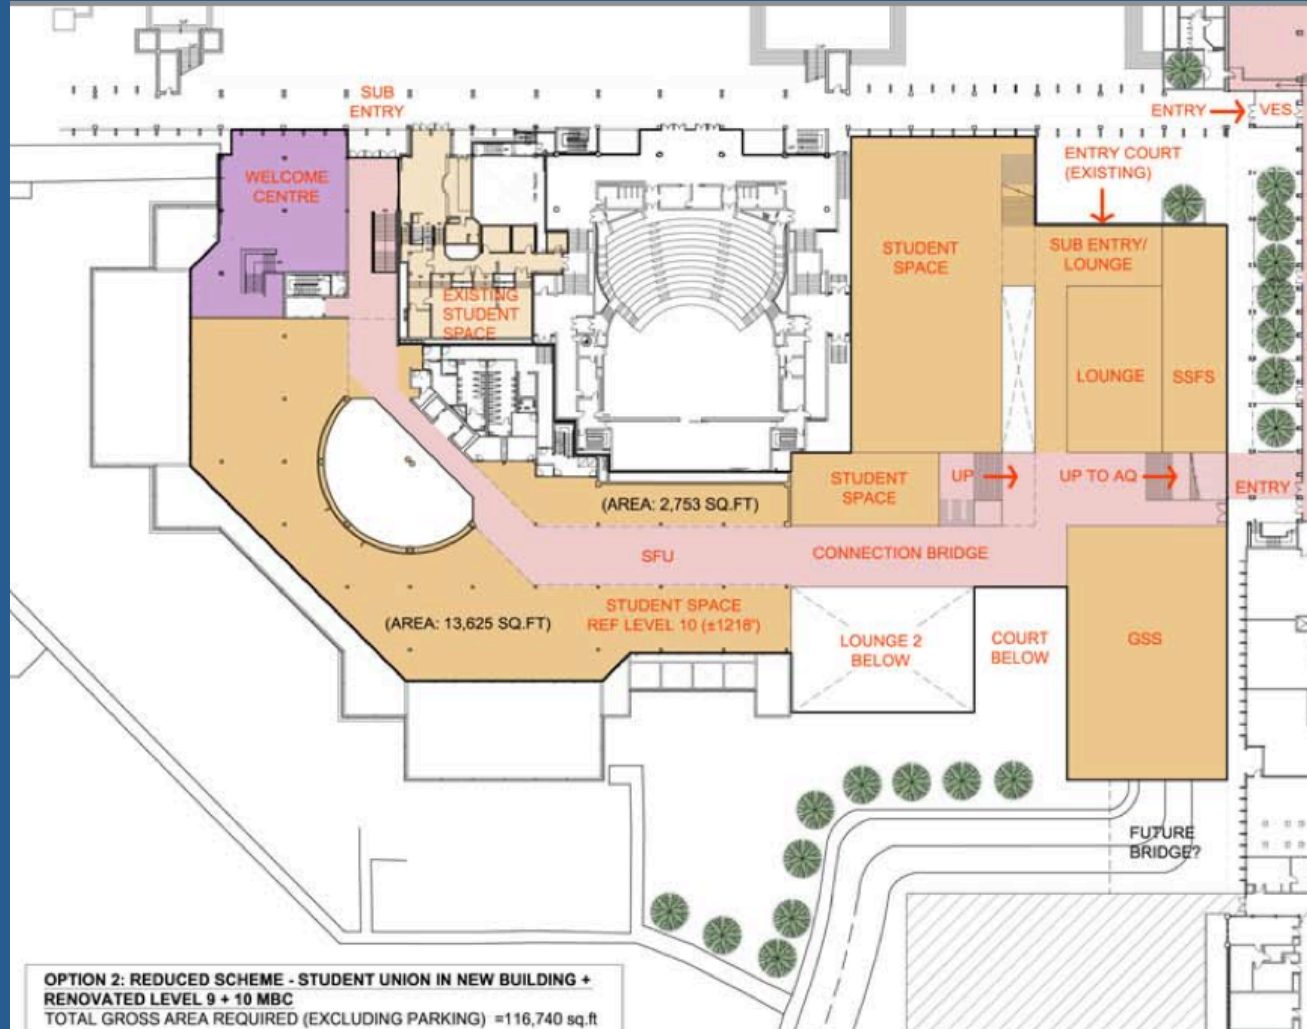 SUB
ENTRY
ENTRY
VES
ENTRY COURT
(EXISTING)
WELCOME
CENTRE
STUDENT
SPACE
SUB ENTRY/
LOUNGE
EXISTING
STUDENT
SPACE
LOUNGE
SSFS
STUDENT
SPACE
UP
UP TO AQ
ENTRY
(AREA: 2,753 SQ.FT)
SFU
CONNECTION BRIDGE
STUDENT SPACE
REF LEVEL 10 (±1218')
(AREA: 13,625 SQ.FT)
LOUNGE 2
BELOW
COURT
BELOW
GSS
FUTURE
BRIDGE?
OPTION 2: REDUCED SCHEME - STUDENT UNION IN NEW BUILDING +
RENOVATED LEVEL 9 + 10 MBC
TOTAL GROSS AREA REQUIRED (EXCLUDING PARKING) =116,740 sq.ft